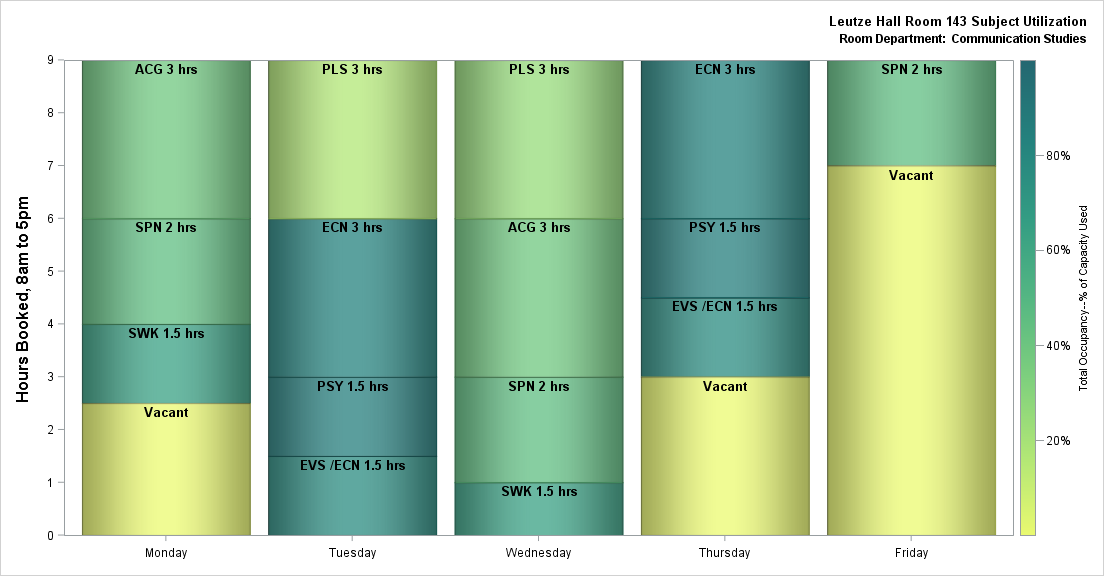 Leutze Hall Room 143 Subject Utilization
Room Department: Communication Studies
Hours Booked, 8am to 5pm
9
8
7
6
5
4
3
2
1
0
ACG 3 hrs
SPN 2 hrs
SWK 1.5 hrs
Vacant
PLS 3 hrs
ECN 3 hrs
PSY 1.5 hrs
EVS /ECN 1.5 hrs
PLS 3 hrs
ACG 3 hrs
SPN 2 hrs
SWK 1.5 hrs
ECN 3 hrs
PSY 1.5 hrs
EVS /ECN 1.5 hrs
Vacant
SPN 2 hrs
Vacant
Monday
Tuesday
Wednesday
Thursday
Friday
80%
60%
40%
20%
Total Occupancy--% of Capacity Used